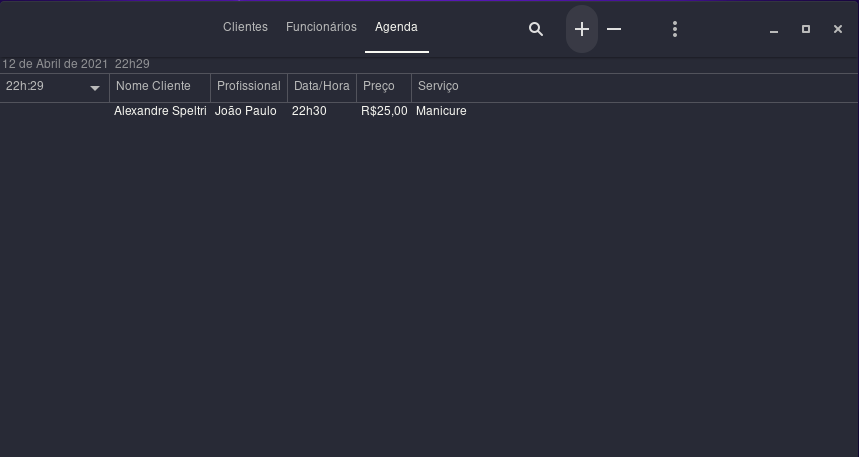 Clientes Funcionários Agenda
12 de Abril de 2021 22h29
22h:29 Nome Cliente Profissional Data/Hora Preço Serviço
Alexandre Speltri João Paulo 22h30 R$25,00 Manicure